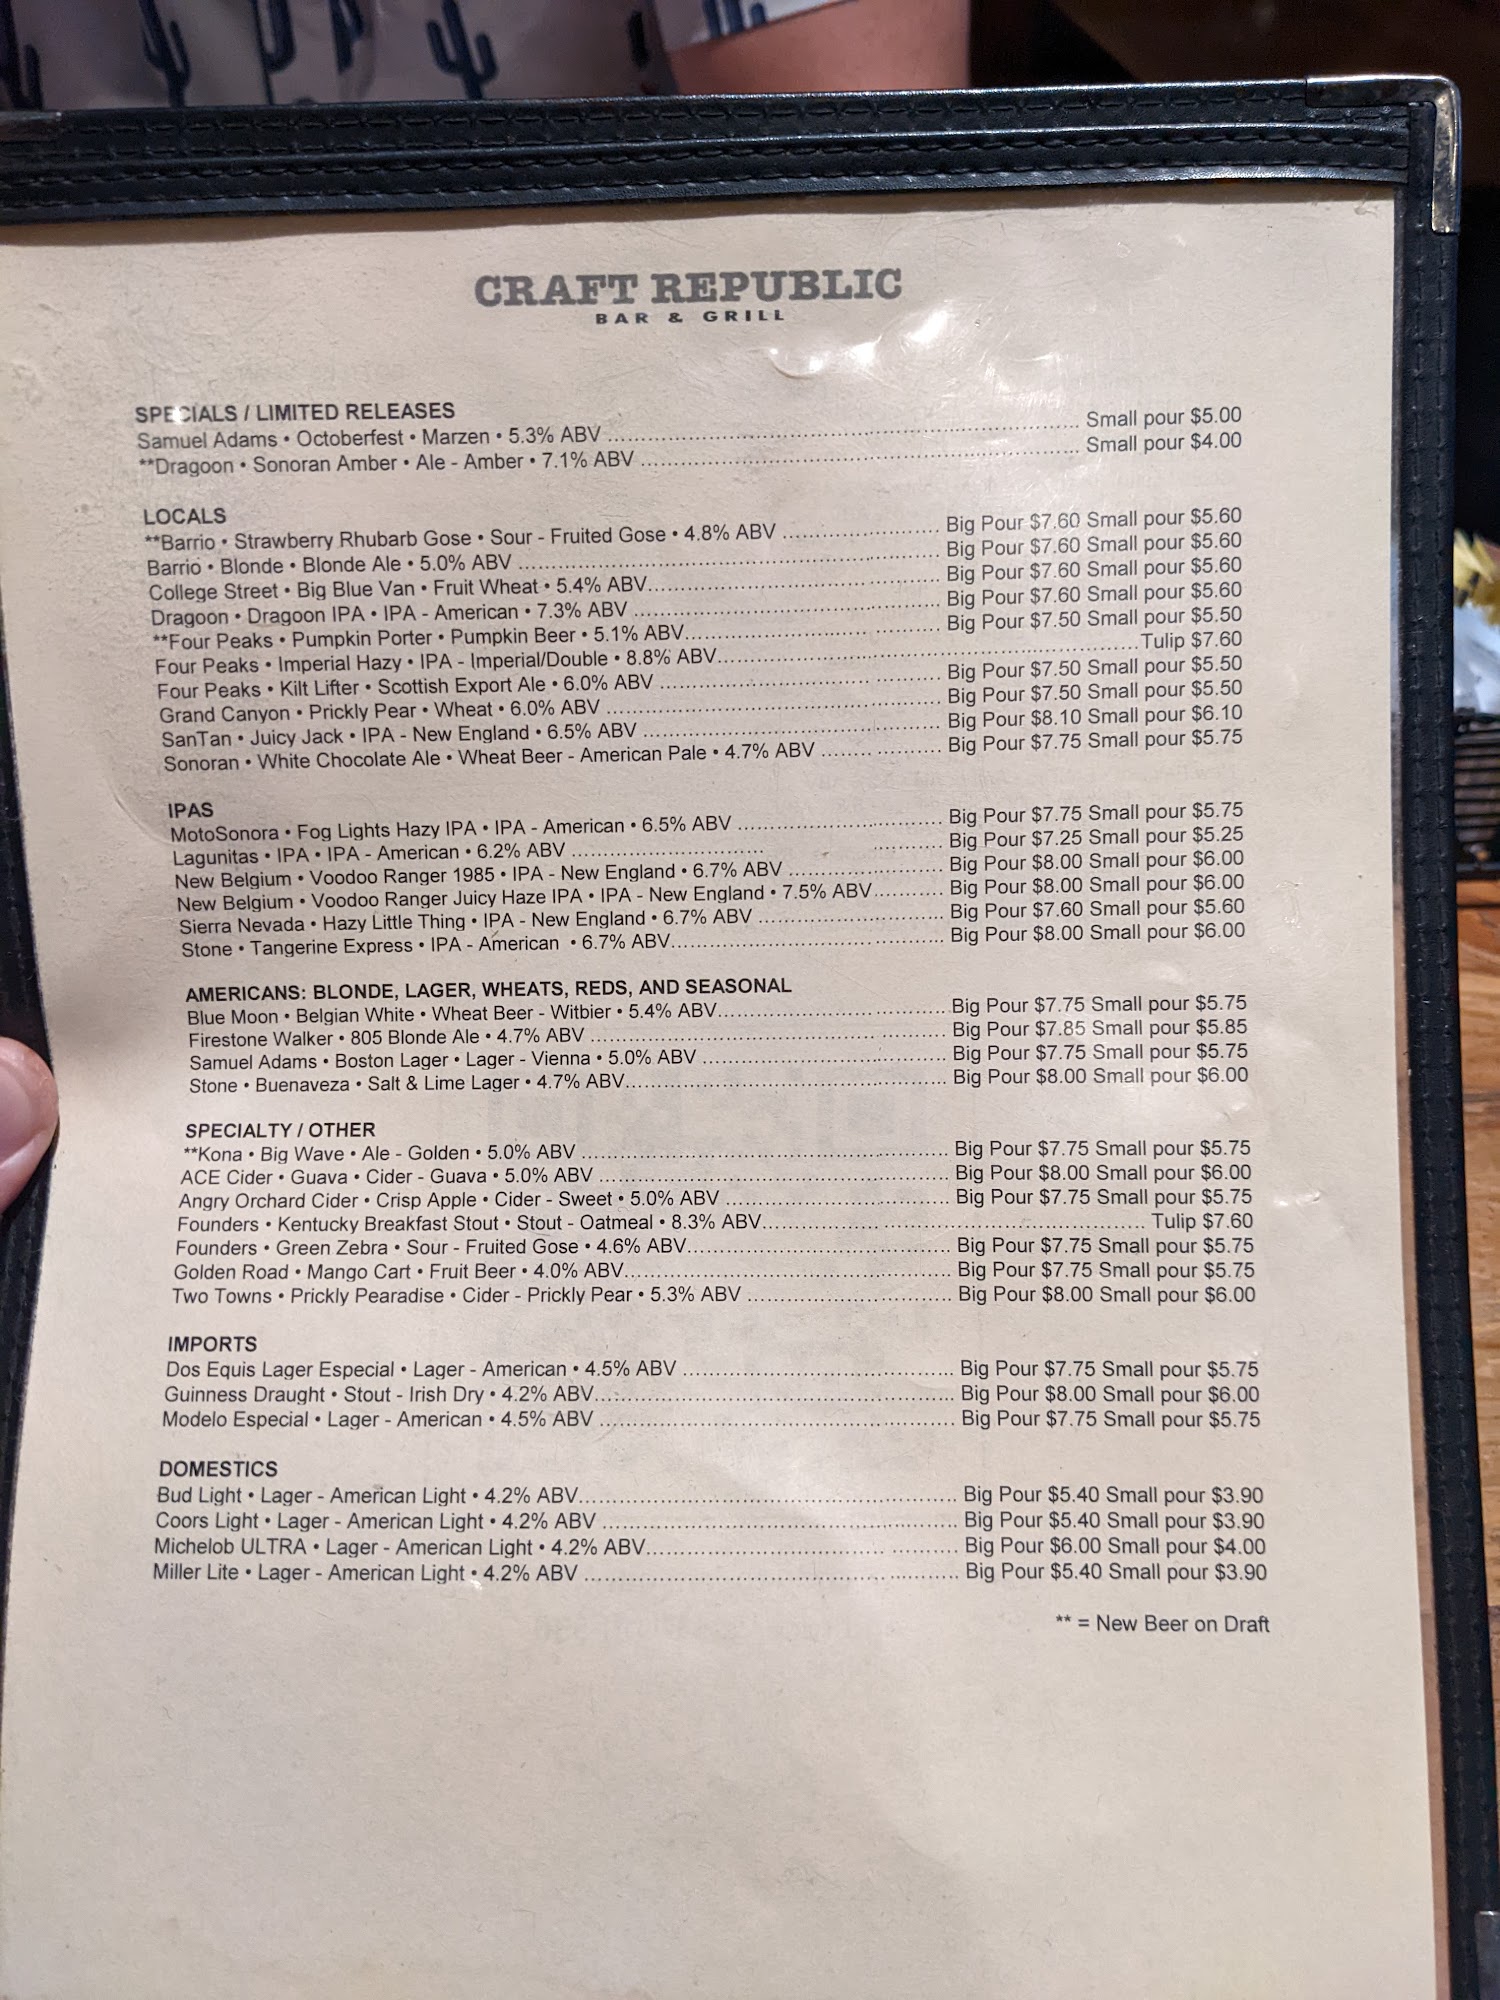 CRAFT REPUBLIC
BAR & GRILL
SPECIALS / LIMITED RELEASES
Samuel Adams • Octoberfest • Marzen • 5.3% ABV ........ Small pour $5.00
**Dragoon • Sonoran Amber • Ale - Amber • 7.1% ABV ........ Small pour $4.00
LOCALS
**Barrio • Strawberry Rhubarb Gose • Sour - Fruited Gose • 4.8% ABV ........ Big Pour $7.60 Small pour $5.60
Barrio • Blonde • Blonde Ale • 5.0% ABV ........ Big Pour $7.60 Small pour $5.60
College Street • Big Blue Van • Fruit Wheat • 5.4% ABV ........ Big Pour $7.60 Small pour $5.60
Dragoon • Dragoon IPA • IPA - American • 7.3% ABV ........ Big Pour $7.60 Small pour $5.60
**Four Peaks • Pumpkin Porter • Pumpkin Beer • 5.1% ABV ........ Big Pour $7.50 Small pour $5.50
Four Peaks • Imperial Hazy • IPA - Imperial/Double • 8.8% ABV ........ Tulip $7.60
Four Peaks • Kilt Lifter • Scottish Export Ale • 6.0% ABV ........ Big Pour $7.50 Small pour $5.50
Grand Canyon • Prickly Pear • Wheat • 6.0% ABV ........ Big Pour $7.50 Small pour $5.50
SanTan • Juicy Jack • IPA - New England • 6.5% ABV ........ Big Pour $8.10 Small pour $6.10
Sonoran • White Chocolate Ale • Wheat Beer - American Pale • 4.7% ABV ........ Big Pour $7.75 Small pour $5.75
IPAS
MotoSonora • Fog Lights Hazy IPA • IPA - American • 6.5% ABV ........ Big Pour $7.75 Small pour $5.75
Lagunitas • IPA • IPA - American • 6.2% ABV ........ Big Pour $7.25 Small pour $5.25
New Belgium • Voodoo Ranger 1985 • IPA - New England • 6.7% ABV ........ Big Pour $8.00 Small pour $6.00
New Belgium • Voodoo Ranger Juicy Haze IPA • IPA - New England • 7.5% ABV ........ Big Pour $8.00 Small pour $6.00
Sierra Nevada • Hazy Little Thing • IPA - New England • 6.7% ABV ........ Big Pour $7.60 Small pour $5.60
Stone • Tangerine Express • IPA - American • 6.7% ABV ........ Big Pour $8.00 Small pour $6.00
AMERICANS: BLONDE, LAGER, WHEATS, REDS, AND SEASONAL
Blue Moon • Belgian White • Wheat Beer - Witbier • 5.4% ABV ........ Big Pour $7.75 Small pour $5.75
Firestone Walker • 805 Blonde Ale • 4.7% ABV ........ Big Pour $7.85 Small pour $5.85
Samuel Adams • Boston Lager • Lager - Vienna • 5.0% ABV ........ Big Pour $7.75 Small pour $5.75
Stone • Buenaveza • Salt & Lime Lager • 4.7% ABV ........ Big Pour $8.00 Small pour $6.00
SPECIALTY / OTHER
**Kona • Big Wave • Ale - Golden • 5.0% ABV ........ Big Pour $7.75 Small pour $5.75
ACE Cider • Guava • Cider - Guava • 5.0% ABV ........ Big Pour $8.00 Small pour $6.00
Angry Orchard Cider • Crisp Apple • Cider - Sweet • 5.0% ABV ........ Big Pour $7.75 Small pour $5.75
Founders • Kentucky Breakfast Stout • Stout - Oatmeal • 8.3% ABV ........ Tulip $7.60
Founders • Green Zebra • Sour - Fruited Gose • 4.6% ABV ........ Big Pour $7.75 Small pour $5.75
Golden Road • Mango Cart • Fruit Beer • 4.0% ABV ........ Big Pour $7.75 Small pour $5.75
Two Towns • Prickly Pearadise • Cider - Prickly Pear • 5.3% ABV ........ Big Pour $8.00 Small pour $6.00
IMPORTS
Dos Equis Lager Especial • Lager - American • 4.5% ABV ........ Big Pour $7.75 Small pour $5.75
Guinness Draught • Stout - Irish Dry • 4.2% ABV ........ Big Pour $8.00 Small pour $6.00
Modelo Especial • Lager - American • 4.5% ABV ........ Big Pour $7.75 Small pour $5.75
DOMESTICS
Bud Light • Lager - American Light • 4.2% ABV ........ Big Pour $5.40 Small pour $3.90
Coors Light • Lager - American Light • 4.2% ABV ........ Big Pour $5.40 Small pour $3.90
Michelob ULTRA • Lager - American Light • 4.2% ABV ........ Big Pour $6.00 Small pour $4.00
Miller Lite • Lager - American Light • 4.2% ABV ........ Big Pour $5.40 Small pour $3.90
** = New Beer on Draft